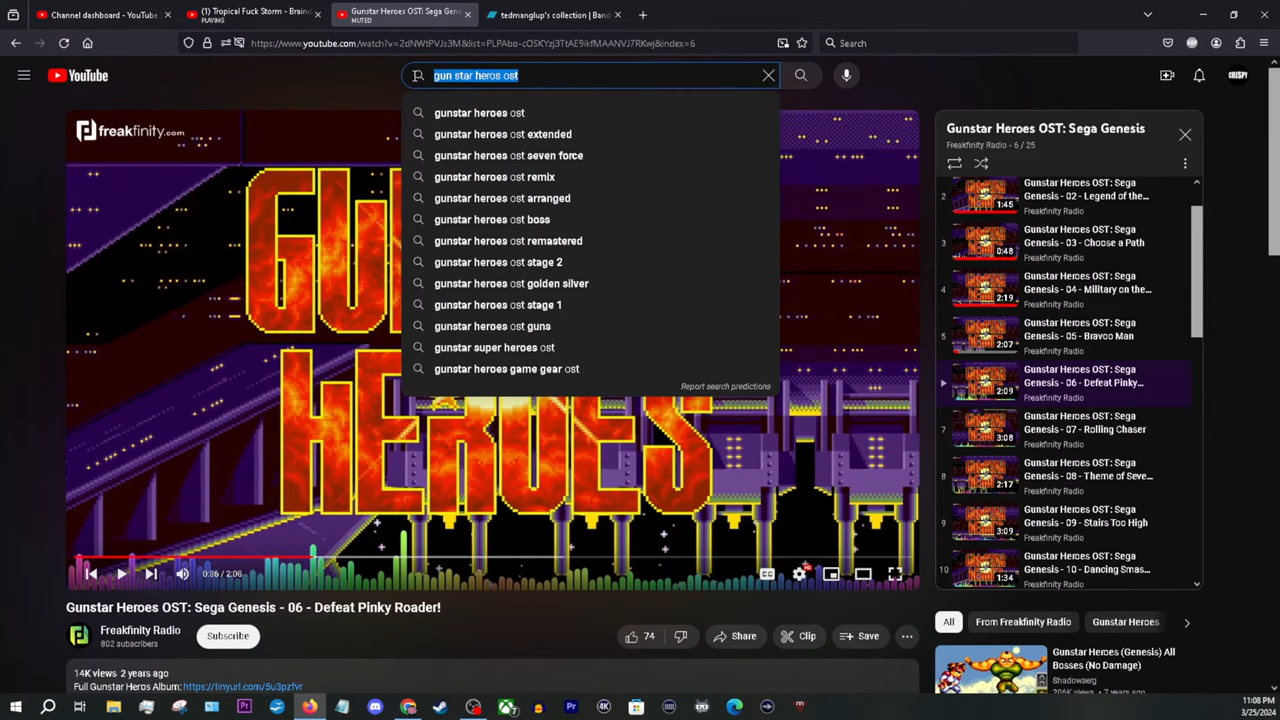 Channel dashboard - YouTube S
(1) Tropical Fuck Storm - Braind
PLAYING
Gunstar Heroes OST: Sega Genes
MUTED
tedmanglup's collection | Band
https://www.youtube.com/watch?v=2dNWtPVJs3M&list=PLPAbo-cOSKYzj3TtAE9ikfMAANVJ7RKwj&index=6
Search
YouTube
gun star heros ost
CRISPY
freakfinity.com
GUNSTAR
HEROES
gunstar heroes ost
gunstar heroes ost extended
gunstar heroes ost seven force
gunstar heroes ost remix
gunstar heroes ost arranged
gunstar heroes ost boss
gunstar heroes ost remastered
gunstar heroes ost stage 2
gunstar heroes ost golden silver
gunstar heroes ost stage 1
gunstar heroes ost guns
gunstar super heroes ost
gunstar heroes game gear ost
Report search predictions
0:36 / 2:08
HD
Gunstar Heroes OST: Sega Genesis
Freakfinity Radio - 6 / 25
2
1:45
Gunstar Heroes OST: Sega
Genesis - 02 - Legend of the...
Freakfinity Radio
3
0:48
Gunstar Heroes OST: Sega
Genesis - 03 - Choose a Path
Freakfinity Radio
4
2:19
Gunstar Heroes OST: Sega
Genesis - 04 - Military on the...
Freakfinity Radio
5
2:07
Gunstar Heroes OST: Sega
Genesis - 05 - Bravoo Man
Freakfinity Radio
2:09
Gunstar Heroes OST: Sega
Genesis - 06 - Defeat Pinky...
Freakfinity Radio
7
3:08
Gunstar Heroes OST: Sega
Genesis - 07 - Rolling Chaser
Freakfinity Radio
8
2:17
Gunstar Heroes OST: Sega
Genesis - 08 - Theme of Seve...
Freakfinity Radio
9
4:03
Gunstar Heroes OST: Sega
Genesis - 09 - Stairs Too High
Freakfinity Radio
10
1:34
Gunstar Heroes OST: Sega
Genesis - 10 - Dancing Smas...
Freakfinity Radio
Gunstar Heroes OST: Sega Genesis - 06 - Defeat Pinky Roader!
Freakfinity Radio
802 subscribers
Subscribe
74
Share
Clip
Save
14K views 2 years ago
Full Gunstar Heros Album: https://tinyurl.com/5u3pzfvr
All
From Freakfinity Radio
Gunstar Heroes
Gunstar Heroes (Genesis) All
Bosses (No Damage)
Shadowserg
206K views • 7 years ago
11:08 PM
3/25/2024